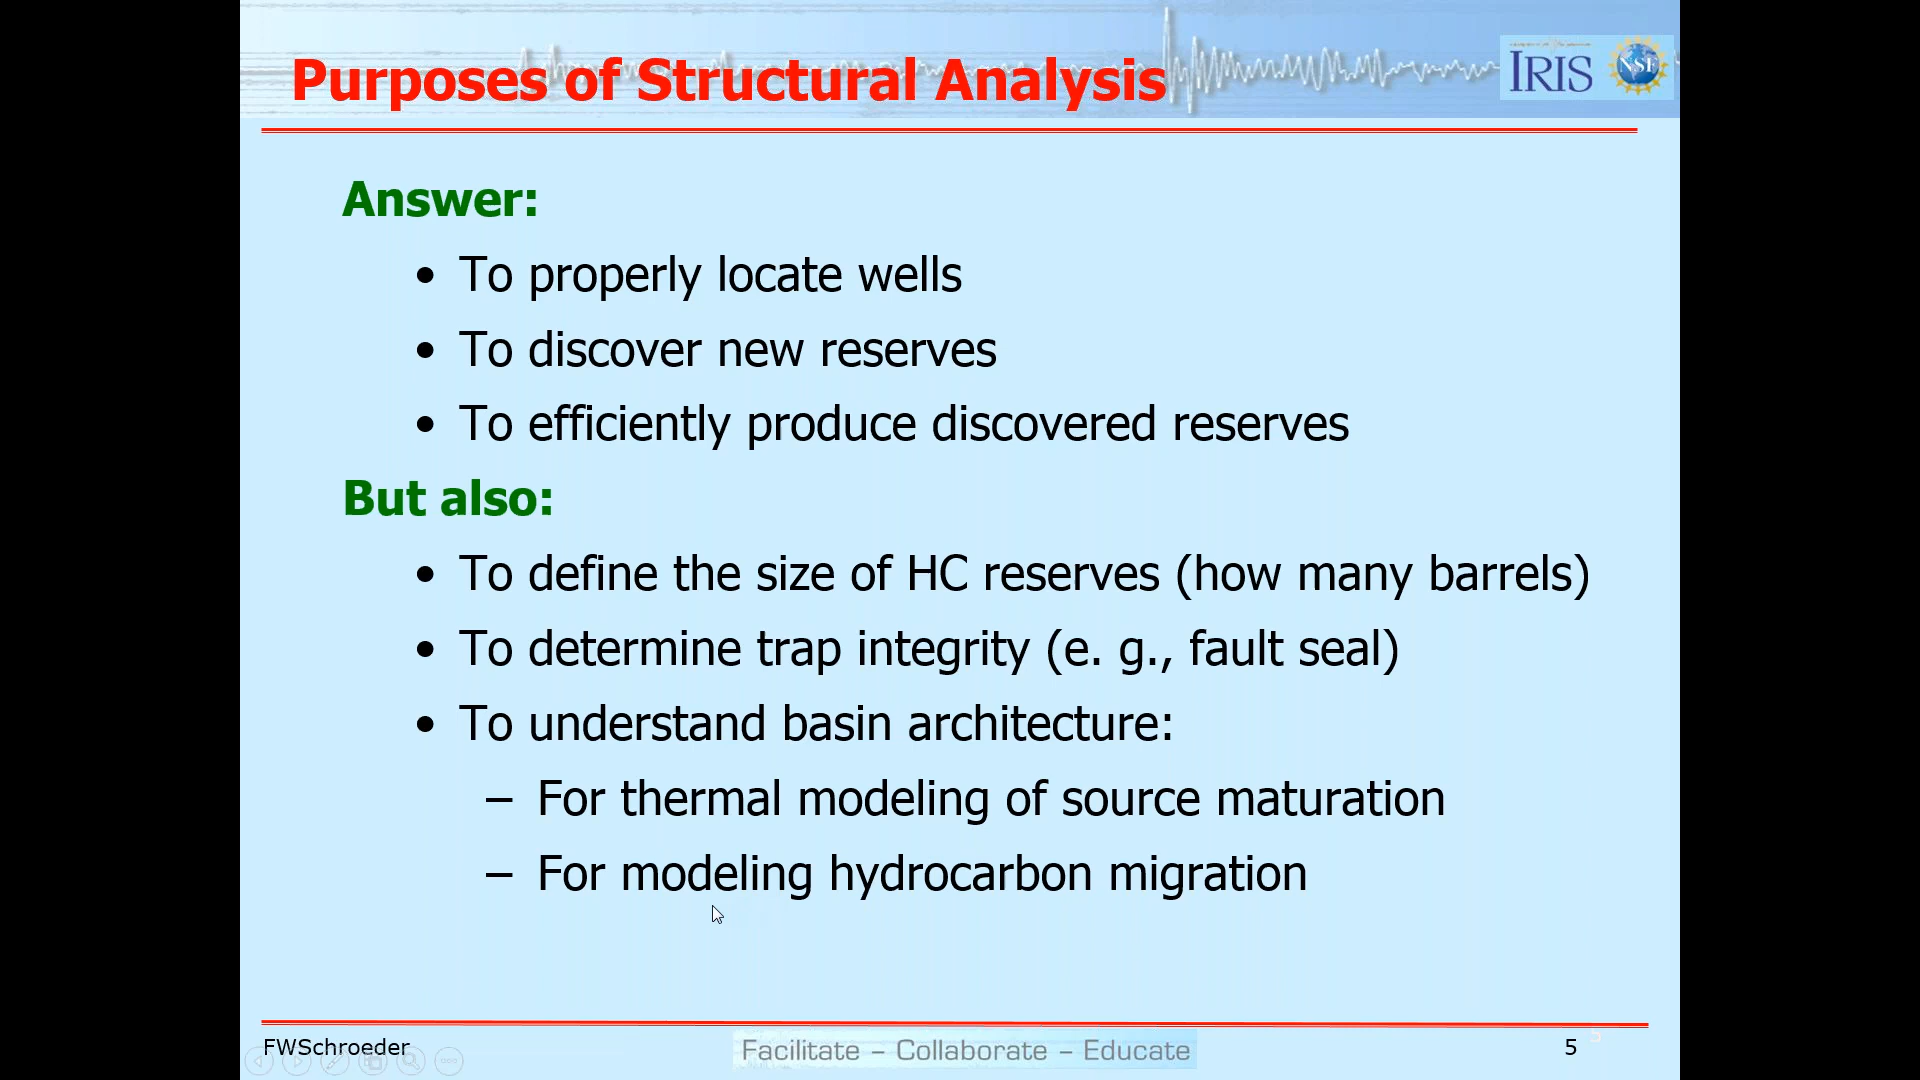 Purposes of Structural Analysis
IRIS
NSF
Answer:
• To properly locate wells
• To discover new reserves
• To efficiently produce discovered reserves
But also:
• To define the size of HC reserves (how many barrels)
• To determine trap integrity (e. g., fault seal)
• To understand basin architecture:
– For thermal modeling of source maturation
– For modeling hydrocarbon migration
FWSchroeder
Facilitate – Collaborate – Educate
5
5